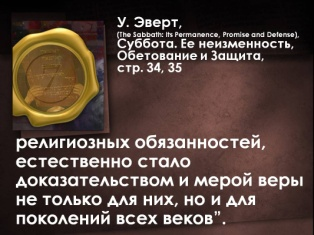 У. Эверт,
(The Sabbath: Its Permanence, Promise and Defense),
Суббота. Ее неизменность,
Обетование и Защита,
стр. 34, 35
религиозных обязанностей,
естественно стало
доказательством и мерой веры
не только для них, но и для
поколений всех веков”.